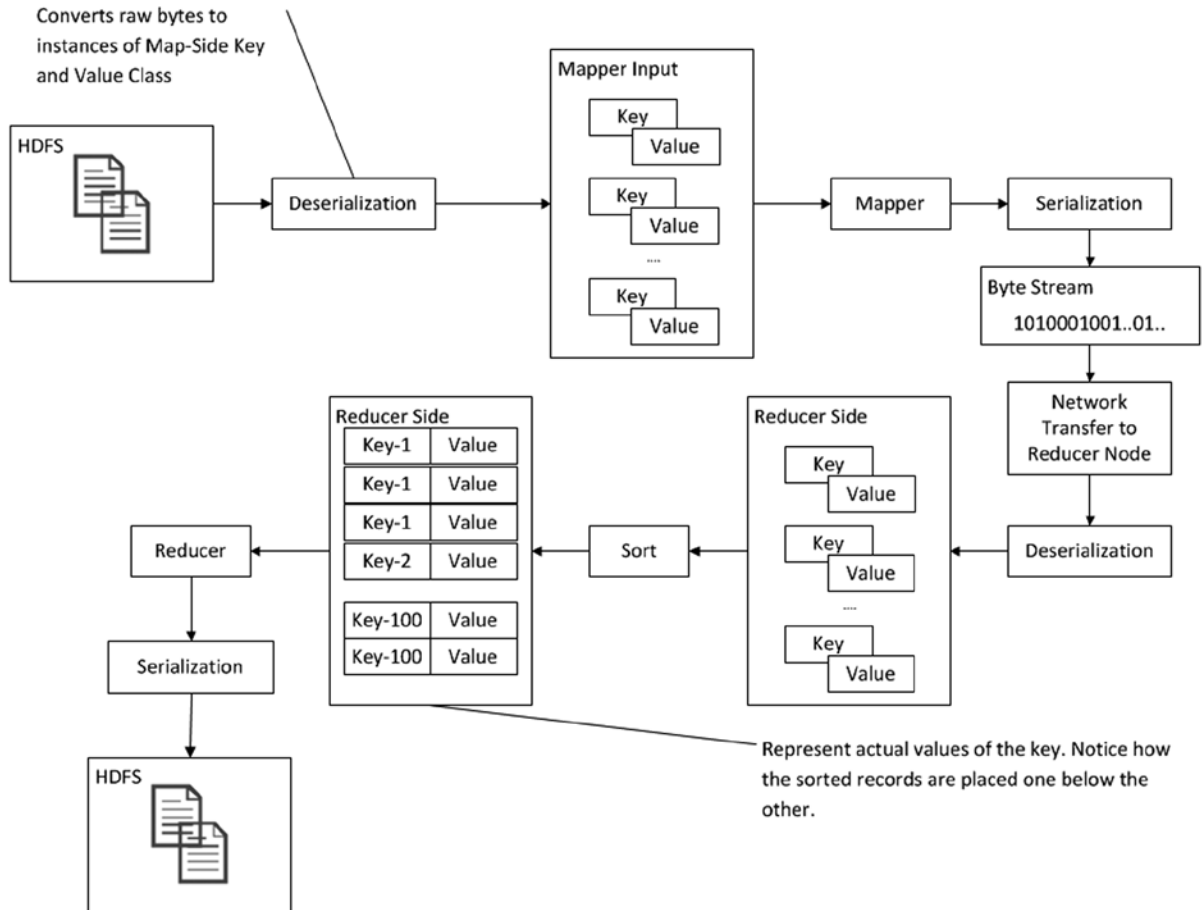 Converts raw bytes to
instances of Map-Side Key
and Value Class
HDFS
Deserialization
Mapper Input
Key
Value
Key
Value
....
Key
Value
Mapper
Serialization
Byte Stream
1010001001..01..
Network
Transfer to
Reducer Node
Deserialization
Reducer Side
Key
Value
Key
Value
....
Key
Value
Sort
Reducer Side
Key-1 Value
Key-1 Value
Key-1 Value
Key-2 Value
Key-100 Value
Key-100 Value
Reducer
Serialization
HDFS
Represent actual values of the key. Notice how
the sorted records are placed one below the
other.